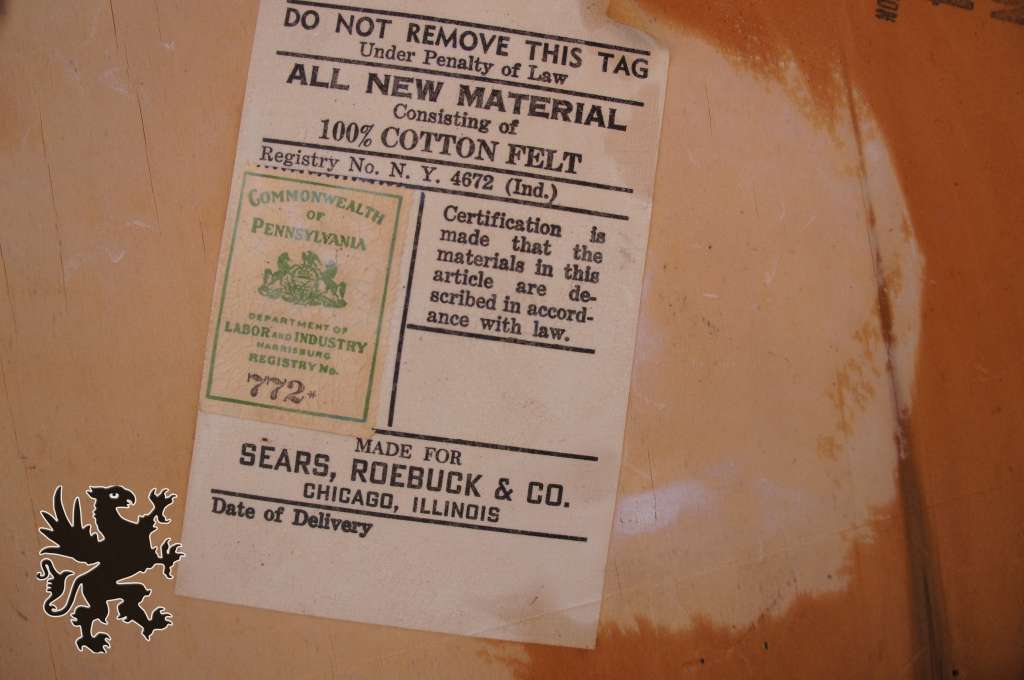 DO NOT REMOVE THIS TAG
Under Penalty of Law
ALL NEW MATERIAL
Consisting of
100% COTTON FELT
Registry No. N. Y. 4672 (Ind.)
COMMONWEALTH
OF
PENNSYLVANIA
DEPARTMENT OF
LABOR AND INDUSTRY
HARRISBURG
REGISTRY No.
772*
Certification is
made that the
materials in this
article are de-
scribed in accord-
ance with law.
MADE FOR
SEARS, ROEBUCK & CO.
CHICAGO, ILLINOIS
Date of Delivery